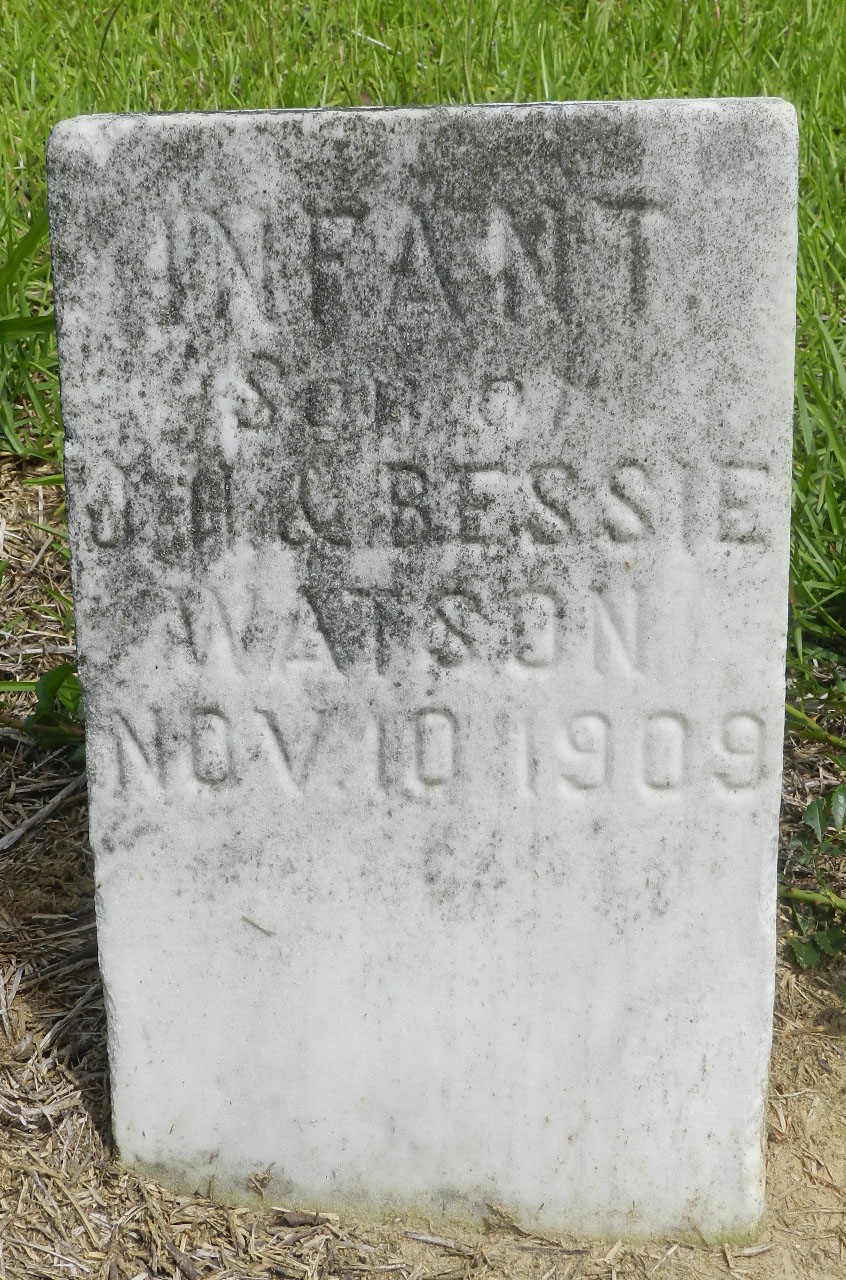 INFANT
SON OF
J.H & BESSIE
WATSON
NOV. 10 1909